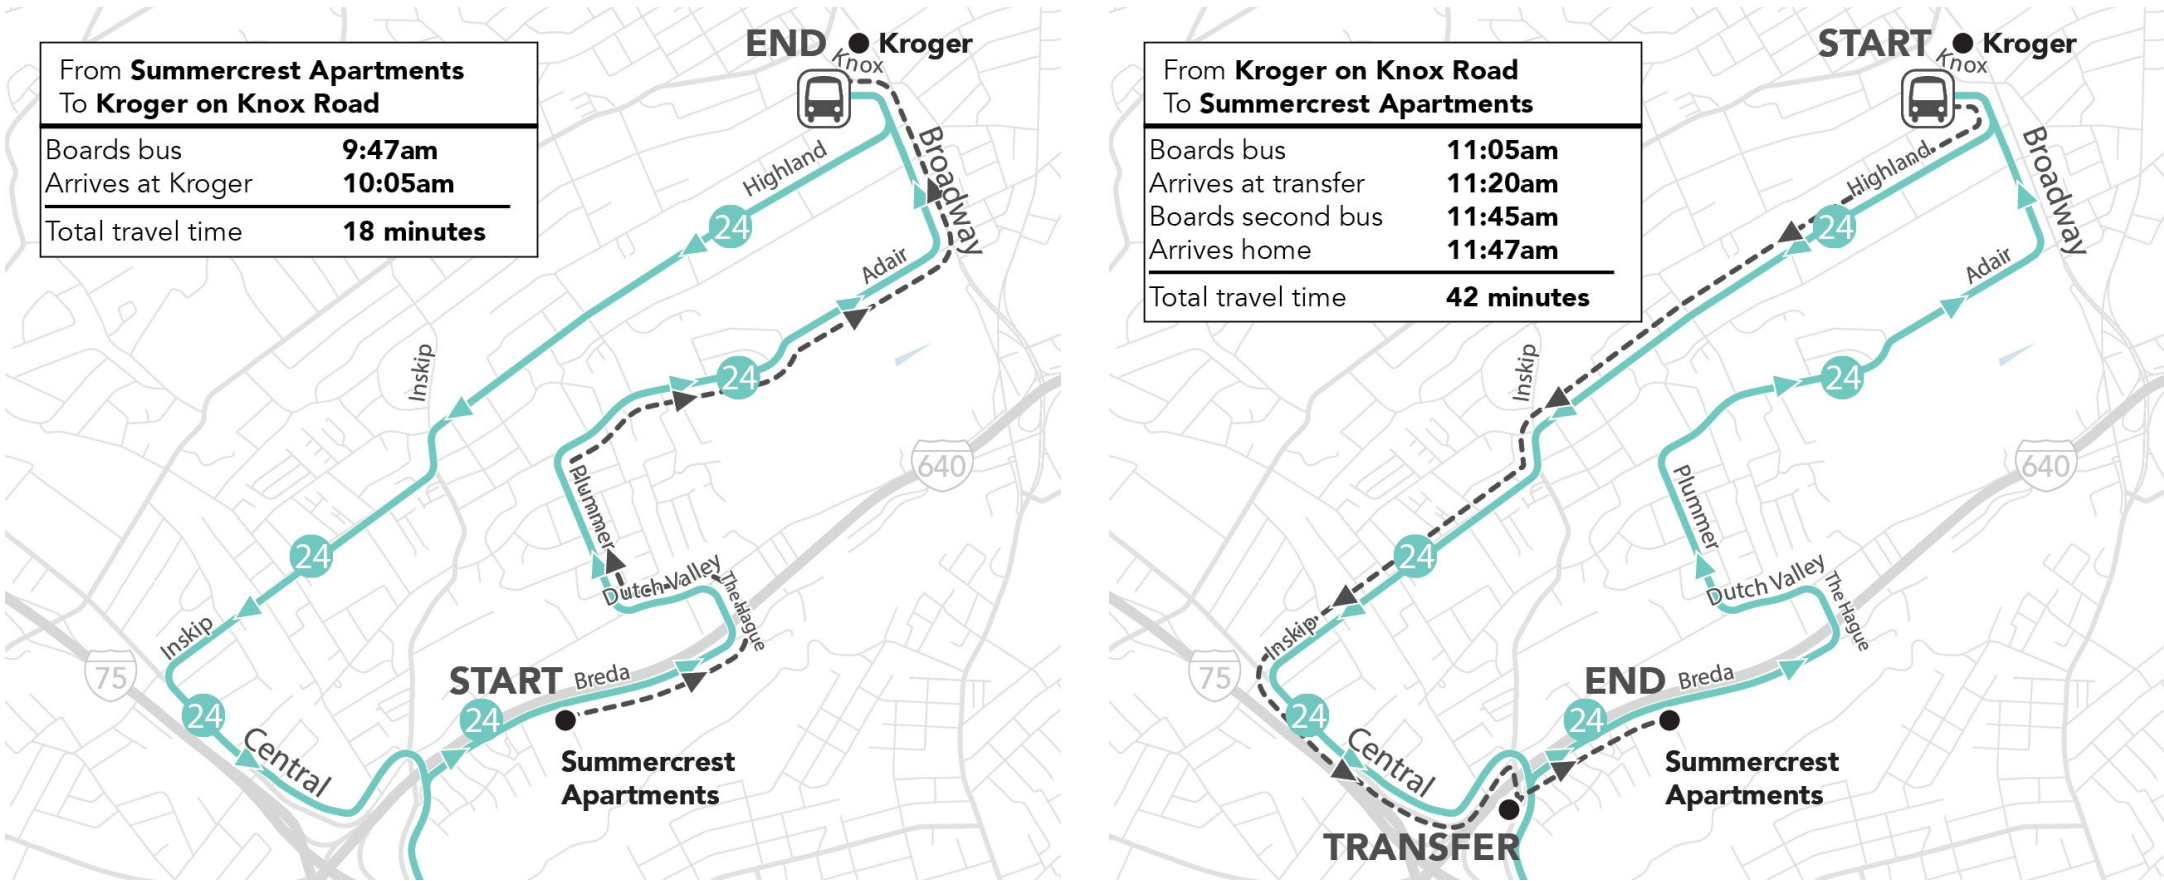 From Summercrest Apartments
To Kroger on Knox Road
Boards bus 9:47am
Arrives at Kroger 10:05am
Total travel time 18 minutes
END
Kroger
Knox
Broadway
Highland
24
Adair
Inskip
24
640
Plummer
24
Dutch Valley
The Hague
Inskip
75
START
Breda
24
24
Central
Summercrest
Apartments
From Kroger on Knox Road
To Summercrest Apartments
Boards bus 11:05am
Arrives at transfer 11:20am
Boards second bus 11:45am
Arrives home 11:47am
Total travel time 42 minutes
START
Kroger
Knox
Broadway
Highland
24
Adair
Inskip
24
640
Plummer
24
Dutch Valley
The Hague
Inskip
75
END
Breda
24
24
Central
Summercrest
Apartments
TRANSFER